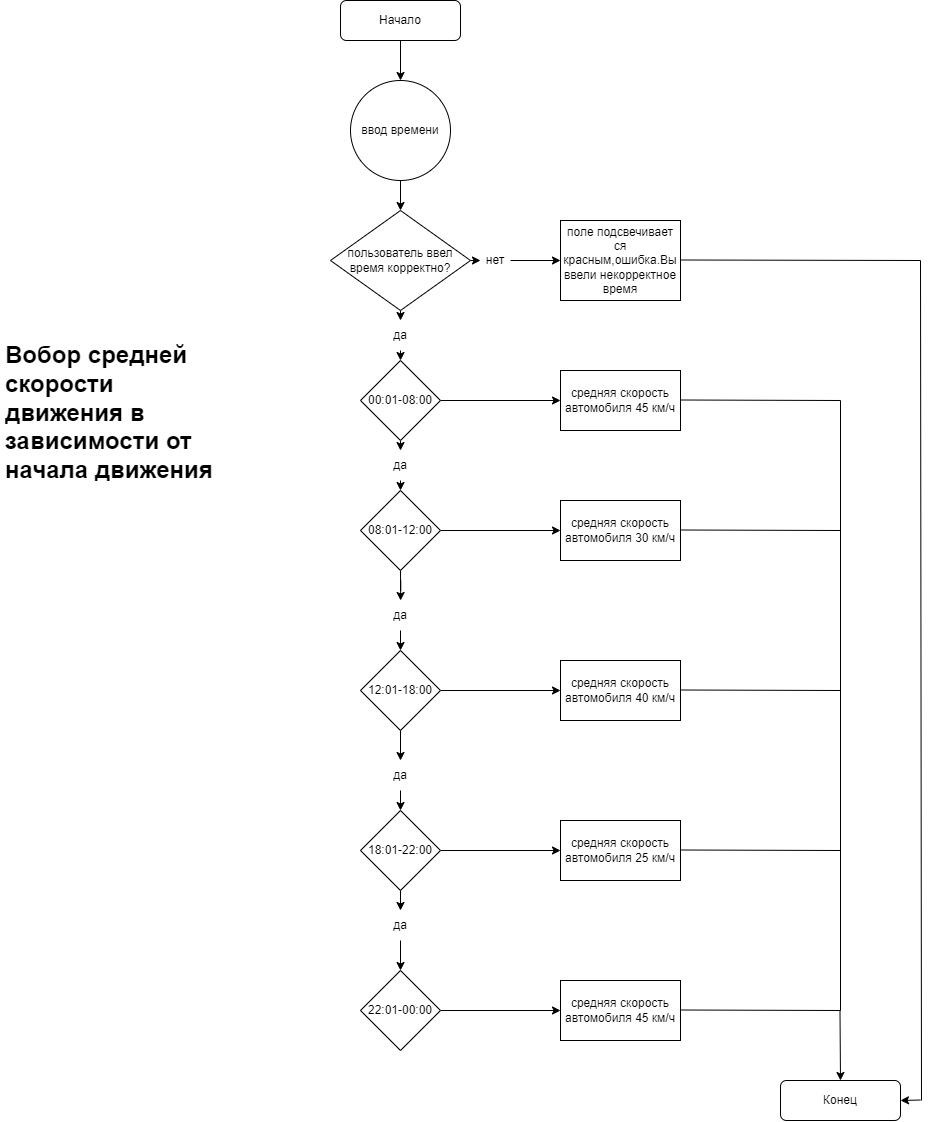 Начало
ввод времени
пользователь ввел
время корректно?
нет
поле подсвечивает
ся
красным,ошибка.Вы
ввели некорректное
время
да
Вобор средней
скорости
движения в
зависимости от
начала движения
00:01-08:00
средняя скорость
автомобиля 45 км/ч
да
08:01-12:00
средняя скорость
автомобиля 30 км/ч
да
12:01-18:00
средняя скорость
автомобиля 40 км/ч
да
18:01-22:00
средняя скорость
автомобиля 25 км/ч
да
22:01-00:00
средняя скорость
автомобиля 45 км/ч
Конец